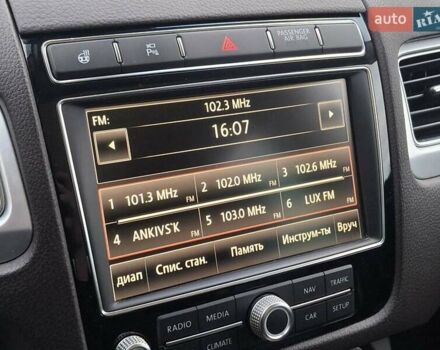 auto RIA.com
PASSENGER
AIR BAG
FM:
102.3 MHz
16:07
1 101.3 MHz FM 2 102.0 MHz FM 3 102.6 MHz FM
4 ANKIVS'K FM 5 103.0 MHz FM 6 LUX FM FM
диап Спис. стан. Память Инструм-ты Вруч
RADIO MEDIA NAV TRAFFIC
CLIMATE CAR SETUP